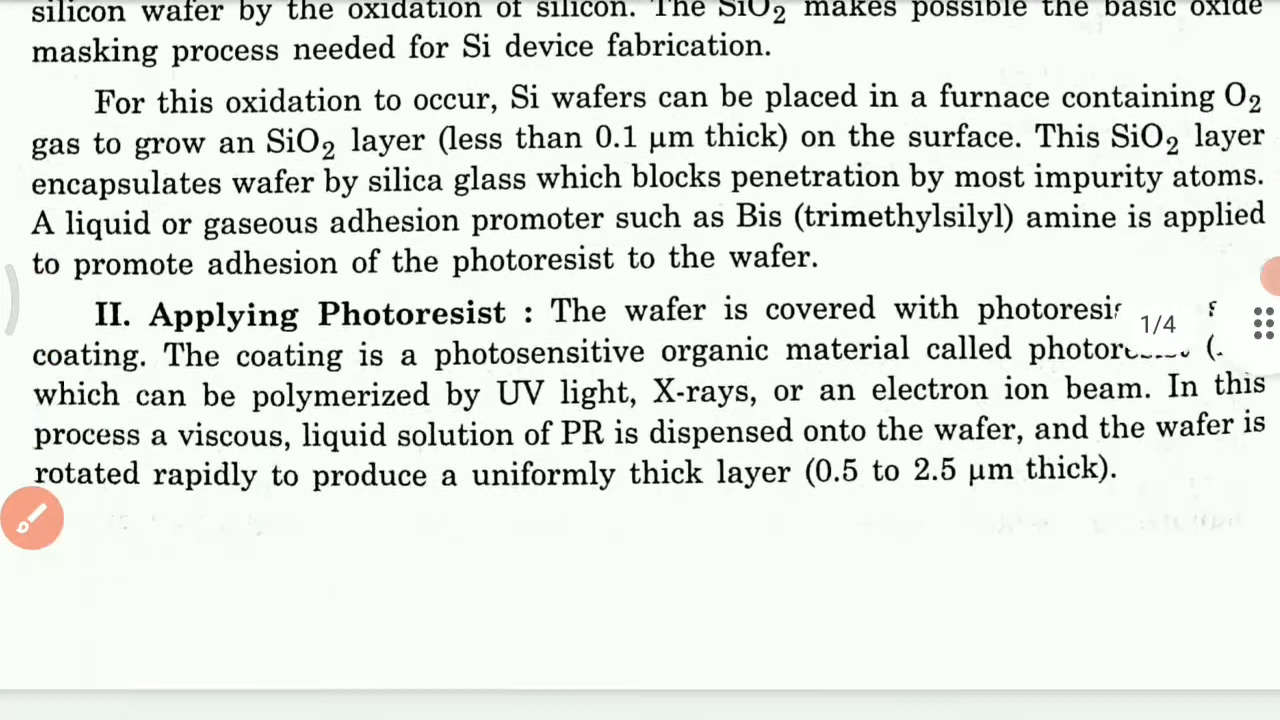 silicon wafer by the oxidation of silicon. The SiO₂ makes possible the basic oxide
masking process needed for Si device fabrication.
For this oxidation to occur, Si wafers can be placed in a furnace containing O₂
gas to grow an SiO₂ layer (less than 0.1 μm thick) on the surface. This SiO₂ layer
encapsulates wafer by silica glass which blocks penetration by most impurity atoms.
A liquid or gaseous adhesion promoter such as Bis (trimethylsilyl) amine is applied
to promote adhesion of the photoresist to the wafer.
II. Applying Photoresist : The wafer is covered with
1/4
coating. The coating is a photosensitive organic material called
which can be polymerized by UV light, X-rays, or an electron ion beam. In this
process a viscous, liquid solution of PR is dispensed onto the wafer, and the wafer is
rotated rapidly to produce a uniformly thick layer (0.5 to 2.5 μm thick).